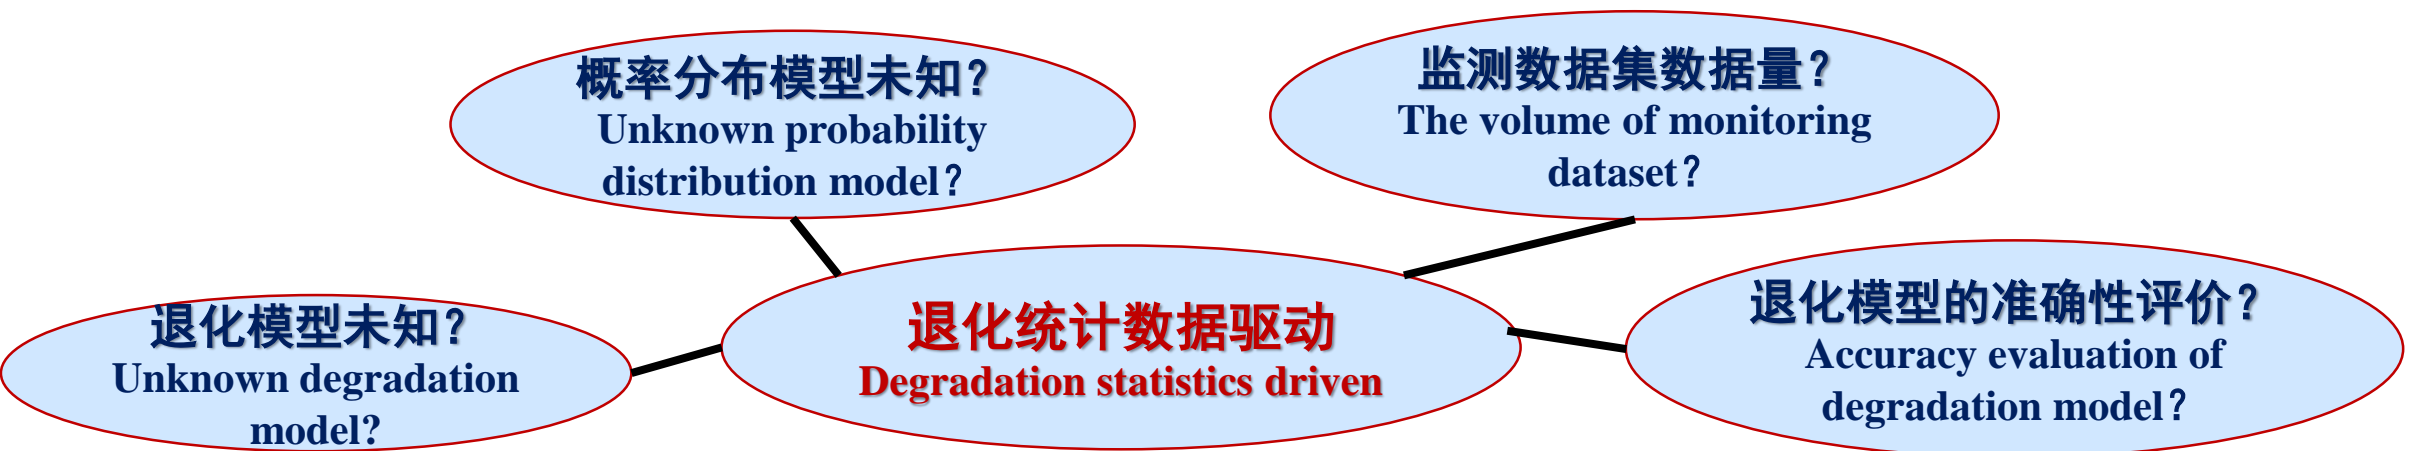 概率分布模型未知？
Unknown probability
distribution model？
监测数据集数据量？
The volume of monitoring
dataset？
退化模型未知？
Unknown degradation
model?
退化统计数据驱动
Degradation statistics driven
退化模型的准确性评价？
Accuracy evaluation of
degradation model？